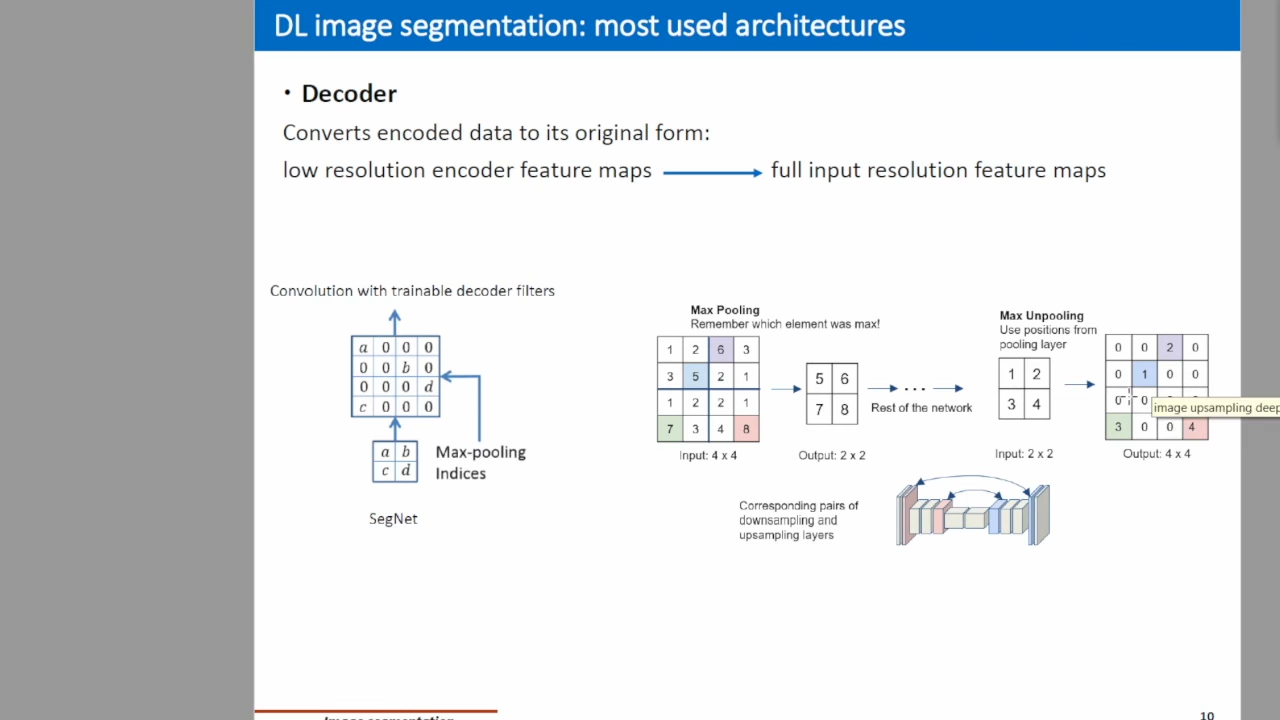 DL image segmentation: most used architectures
• Decoder
Converts encoded data to its original form:
low resolution encoder feature maps
full input resolution feature maps
Convolution with trainable decoder filters
a 0 0 0
0 0 b 0
0 0 0 d
c 0 0 0
a b
c d
Max-pooling
Indices
SegNet
Max Pooling
Remember which element was max!
1 2 6 3
3 5 2 1
1 2 2 1
7 3 4 8
Input: 4 x 4
5 6
7 8
Output: 2 x 2
...
Rest of the network
Max Unpooling
Use positions from
pooling layer
1 2
3 4
Input: 2 x 2
0 0 2 0
0 1 0 0
0 0
3 0 0 4
image upsampling deep
Output: 4 x 4
Corresponding pairs of
downsampling and
upsampling layers
Image segmentation
10